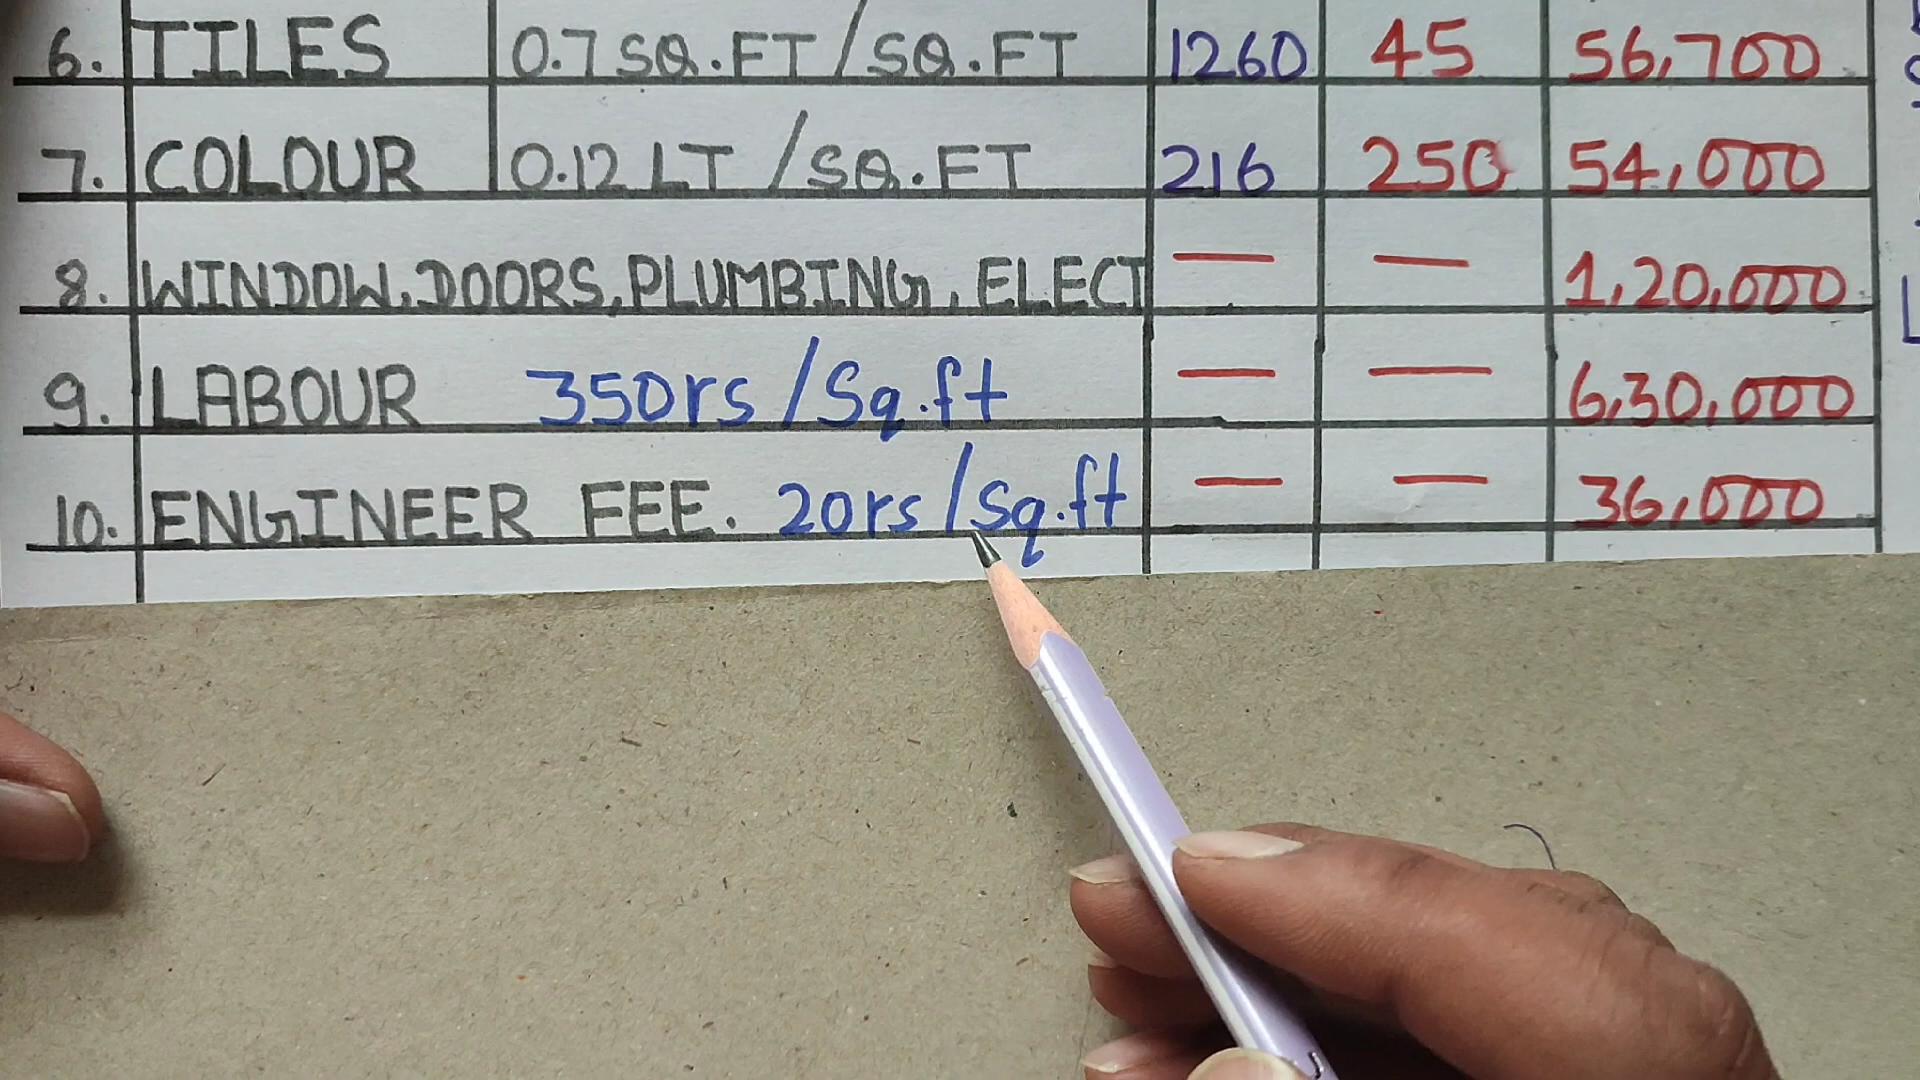 6. TILES 0.7 SQ.FT/SQ.FT 1260 45 56,700
7. COLOUR 0.12 LT /SQ.FT 216 250 54,000
8. WINDOW,DOORS,PLUMBING, ELECT — — 1,20,000
9. LABOUR 350rs/Sq.ft — — 6,30,000
10. ENGINEER FEE. 20rs/Sq.ft — — 36,000